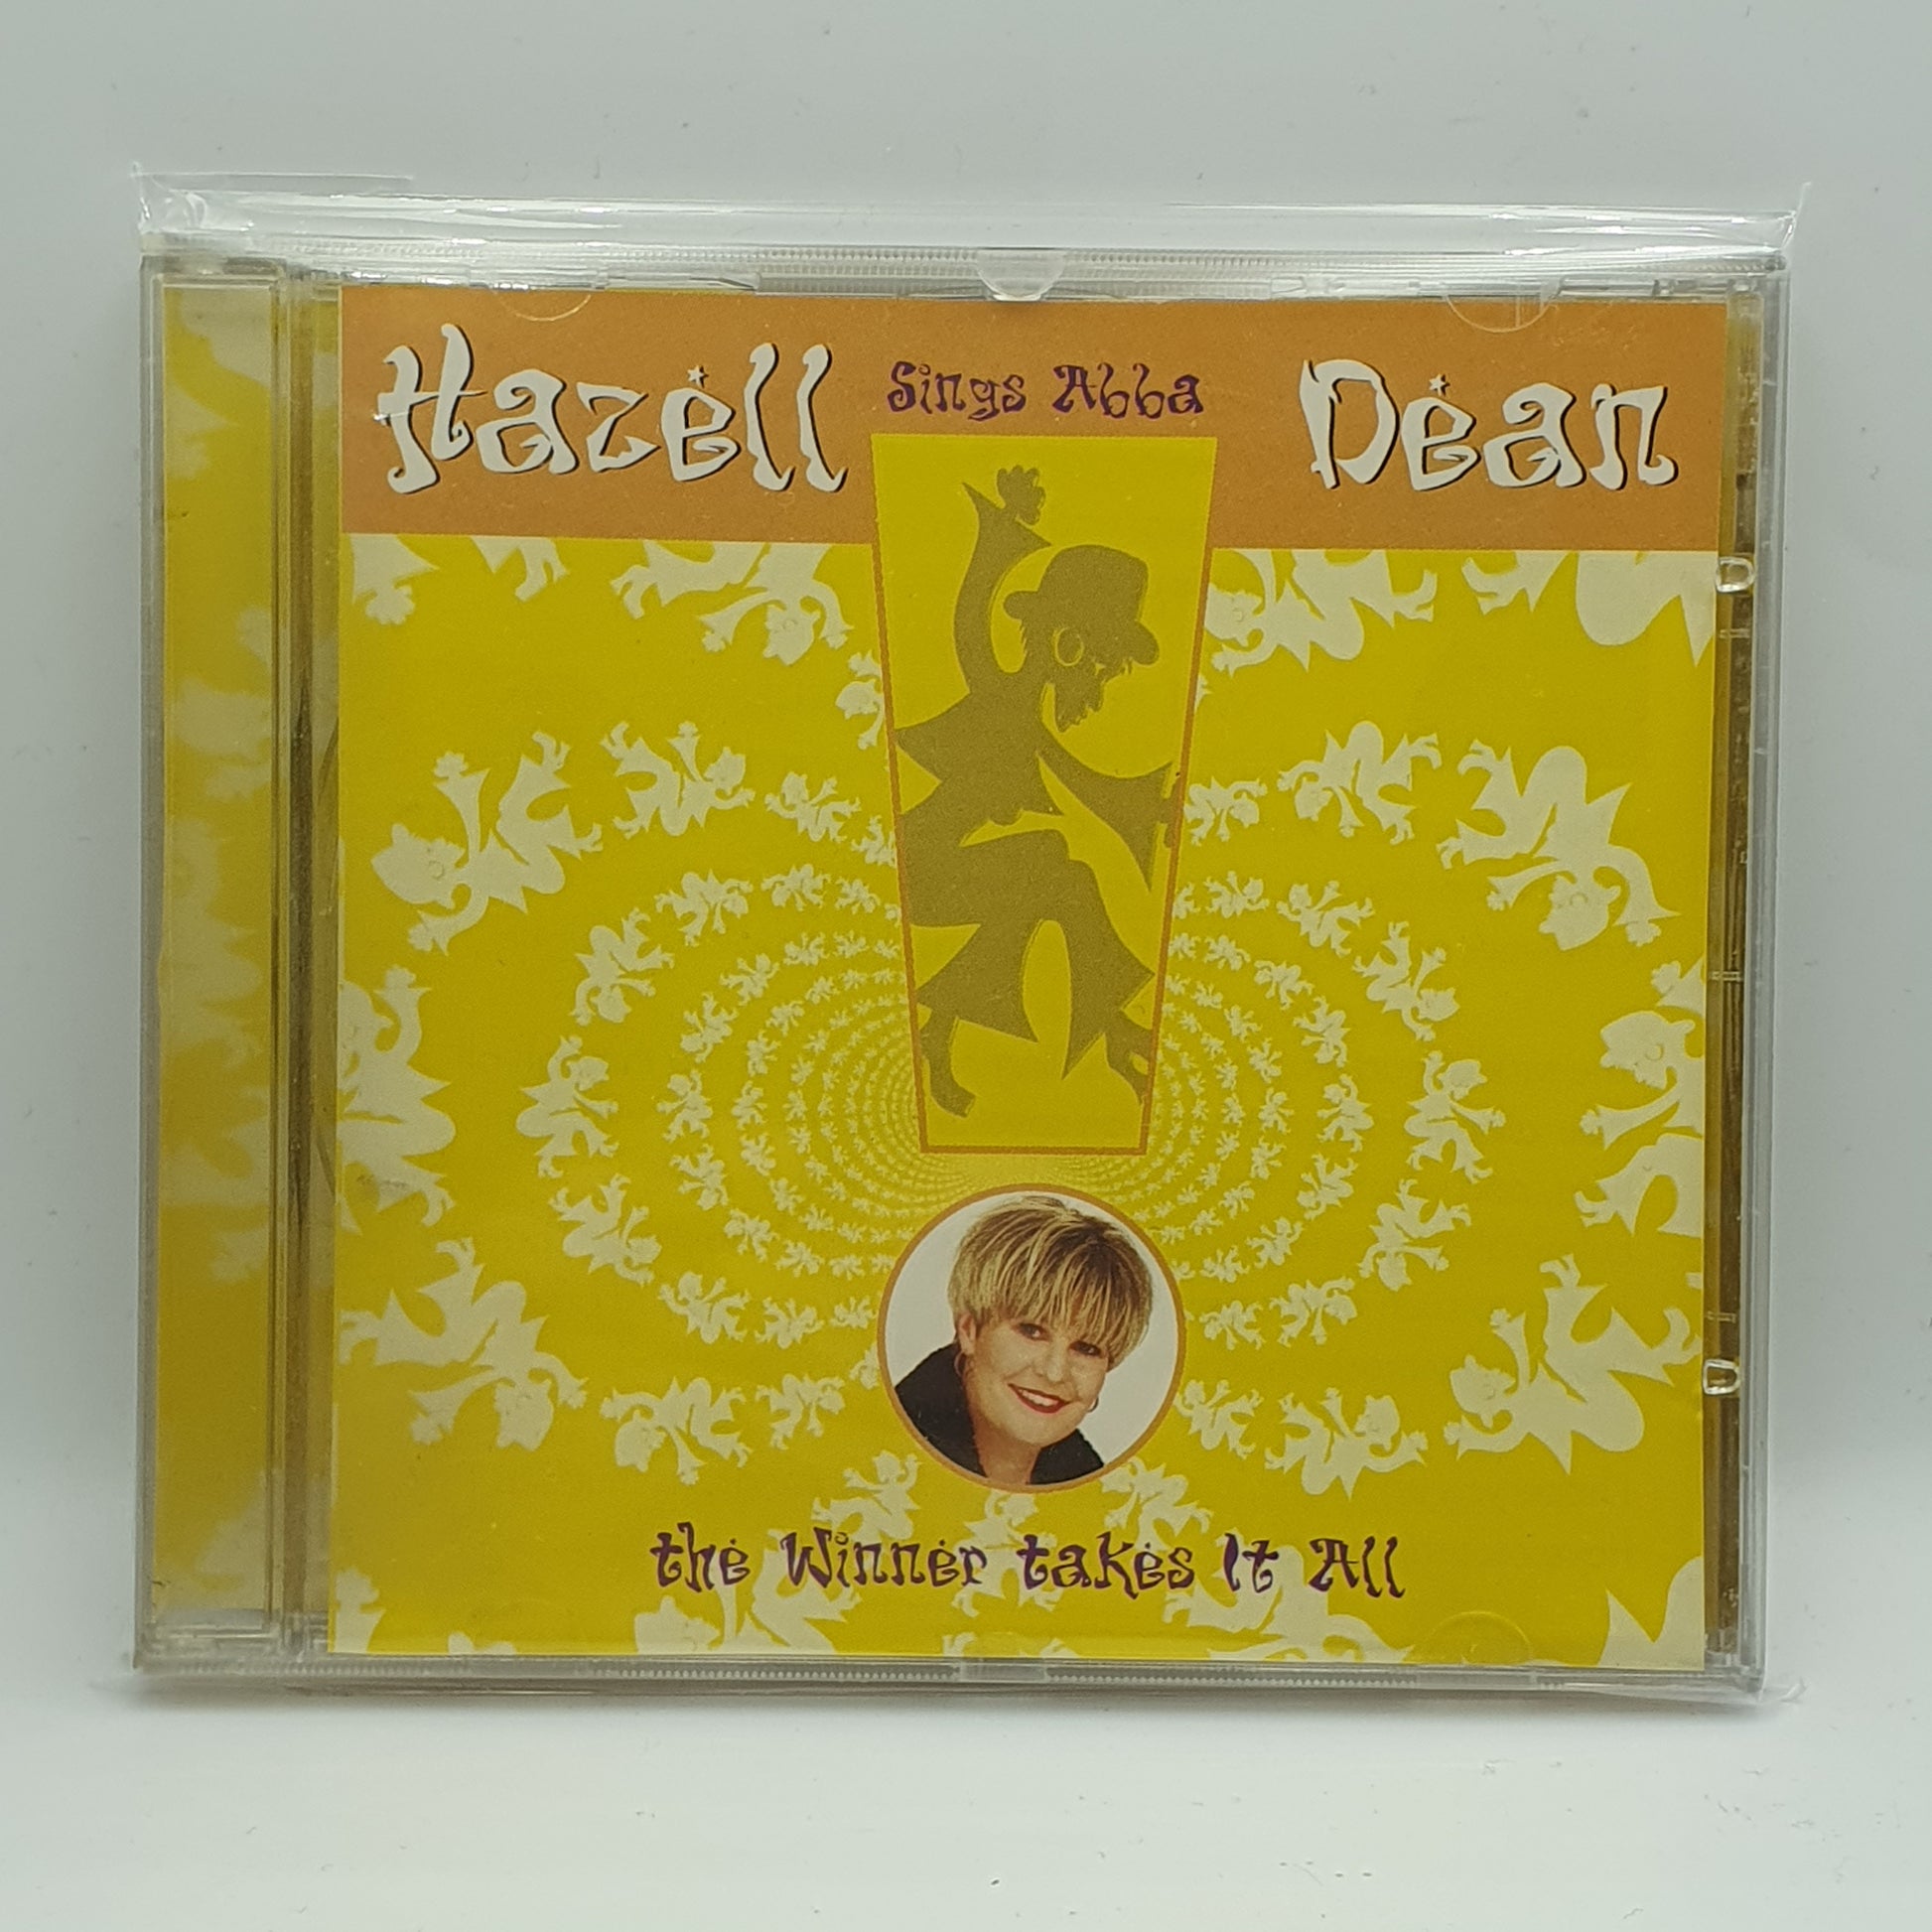 Hazell Sings Abba Dean
the Winner takes It All